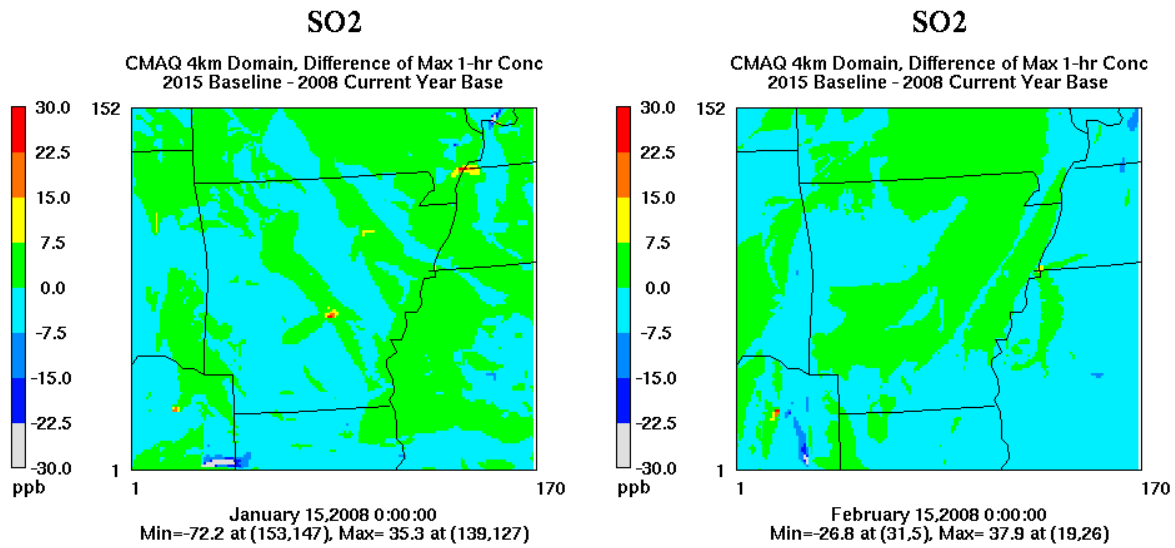 SO2
CMAQ 4km Domain, Difference of Max 1-hr Conc
2015 Baseline - 2008 Current Year Base
30.0
22.5
15.0
7.5
0.0
-7.5
-15.0
-22.5
-30.0
ppb
152
1
1
170
January 15,2008 0:00:00
Min=-72.2 at (153,147), Max= 35.3 at (139,127)
SO2
CMAQ 4km Domain, Difference of Max 1-hr Conc
2015 Baseline - 2008 Current Year Base
30.0
22.5
15.0
7.5
0.0
-7.5
-15.0
-22.5
-30.0
ppb
152
1
1
170
February 15,2008 0:00:00
Min=-26.8 at (31,5), Max= 37.9 at (19,26)